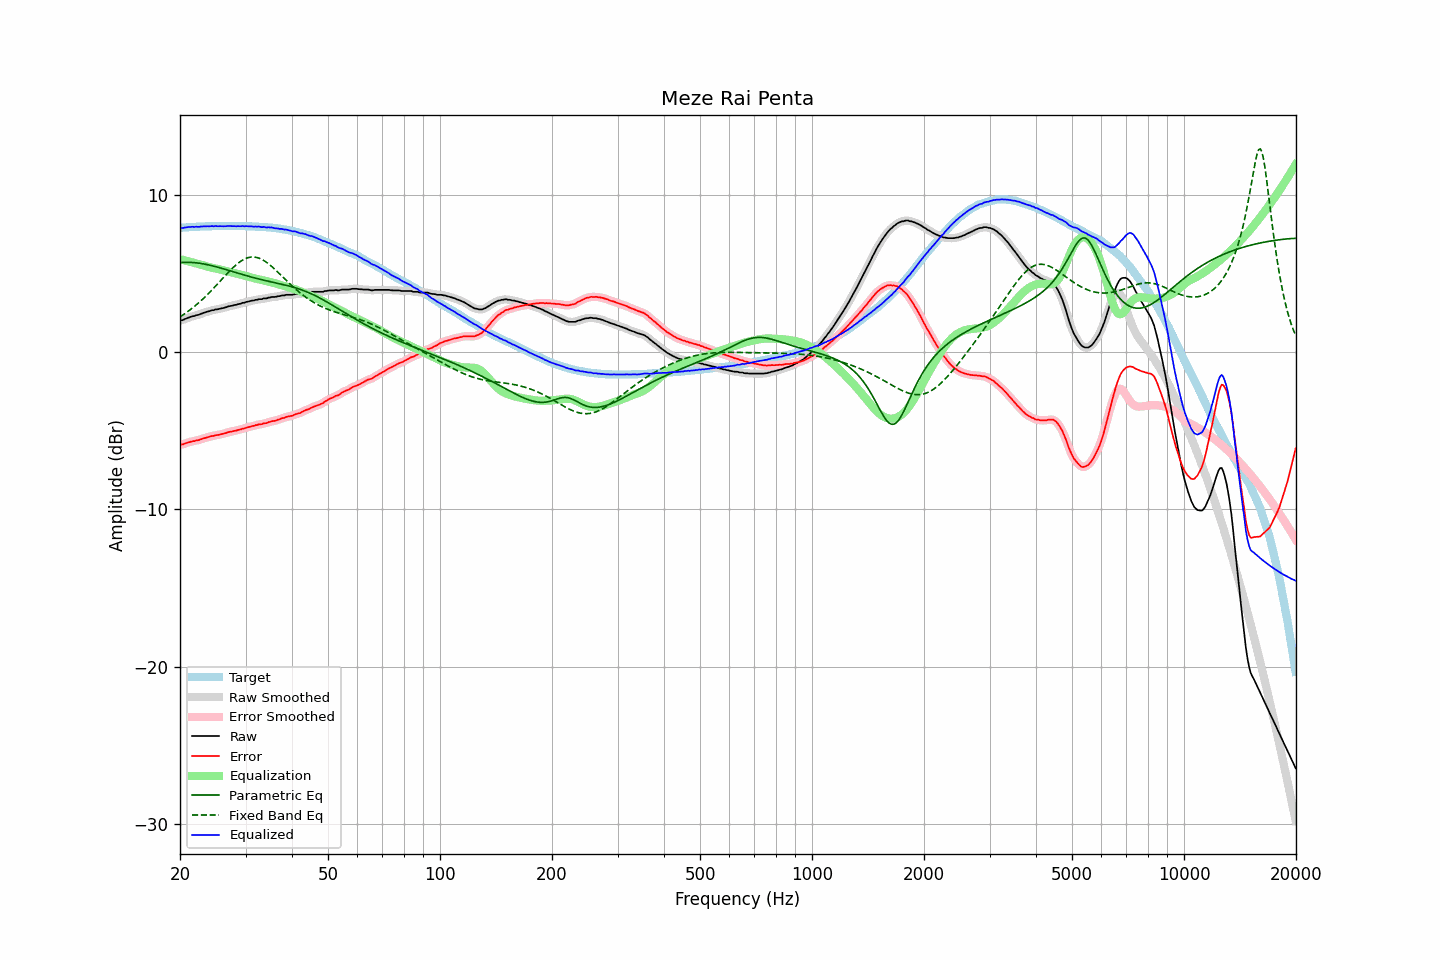 Meze Rai Penta
Amplitude (dBr)
10
0
−10
−20
−30
Target
Raw Smoothed
Error Smoothed
Raw
Error
Equalization
Parametric Eq
Fixed Band Eq
Equalized
20 50 100 200 500 1000 2000 5000 10000 20000
Frequency (Hz)